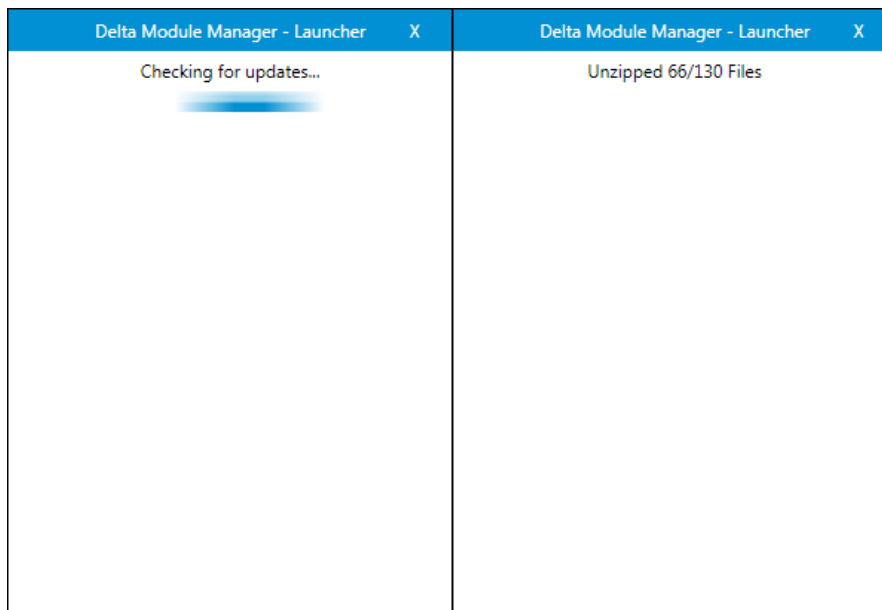 Delta Module Manager - Launcher X
Checking for updates...
Delta Module Manager - Launcher X
Unzipped 66/130 Files